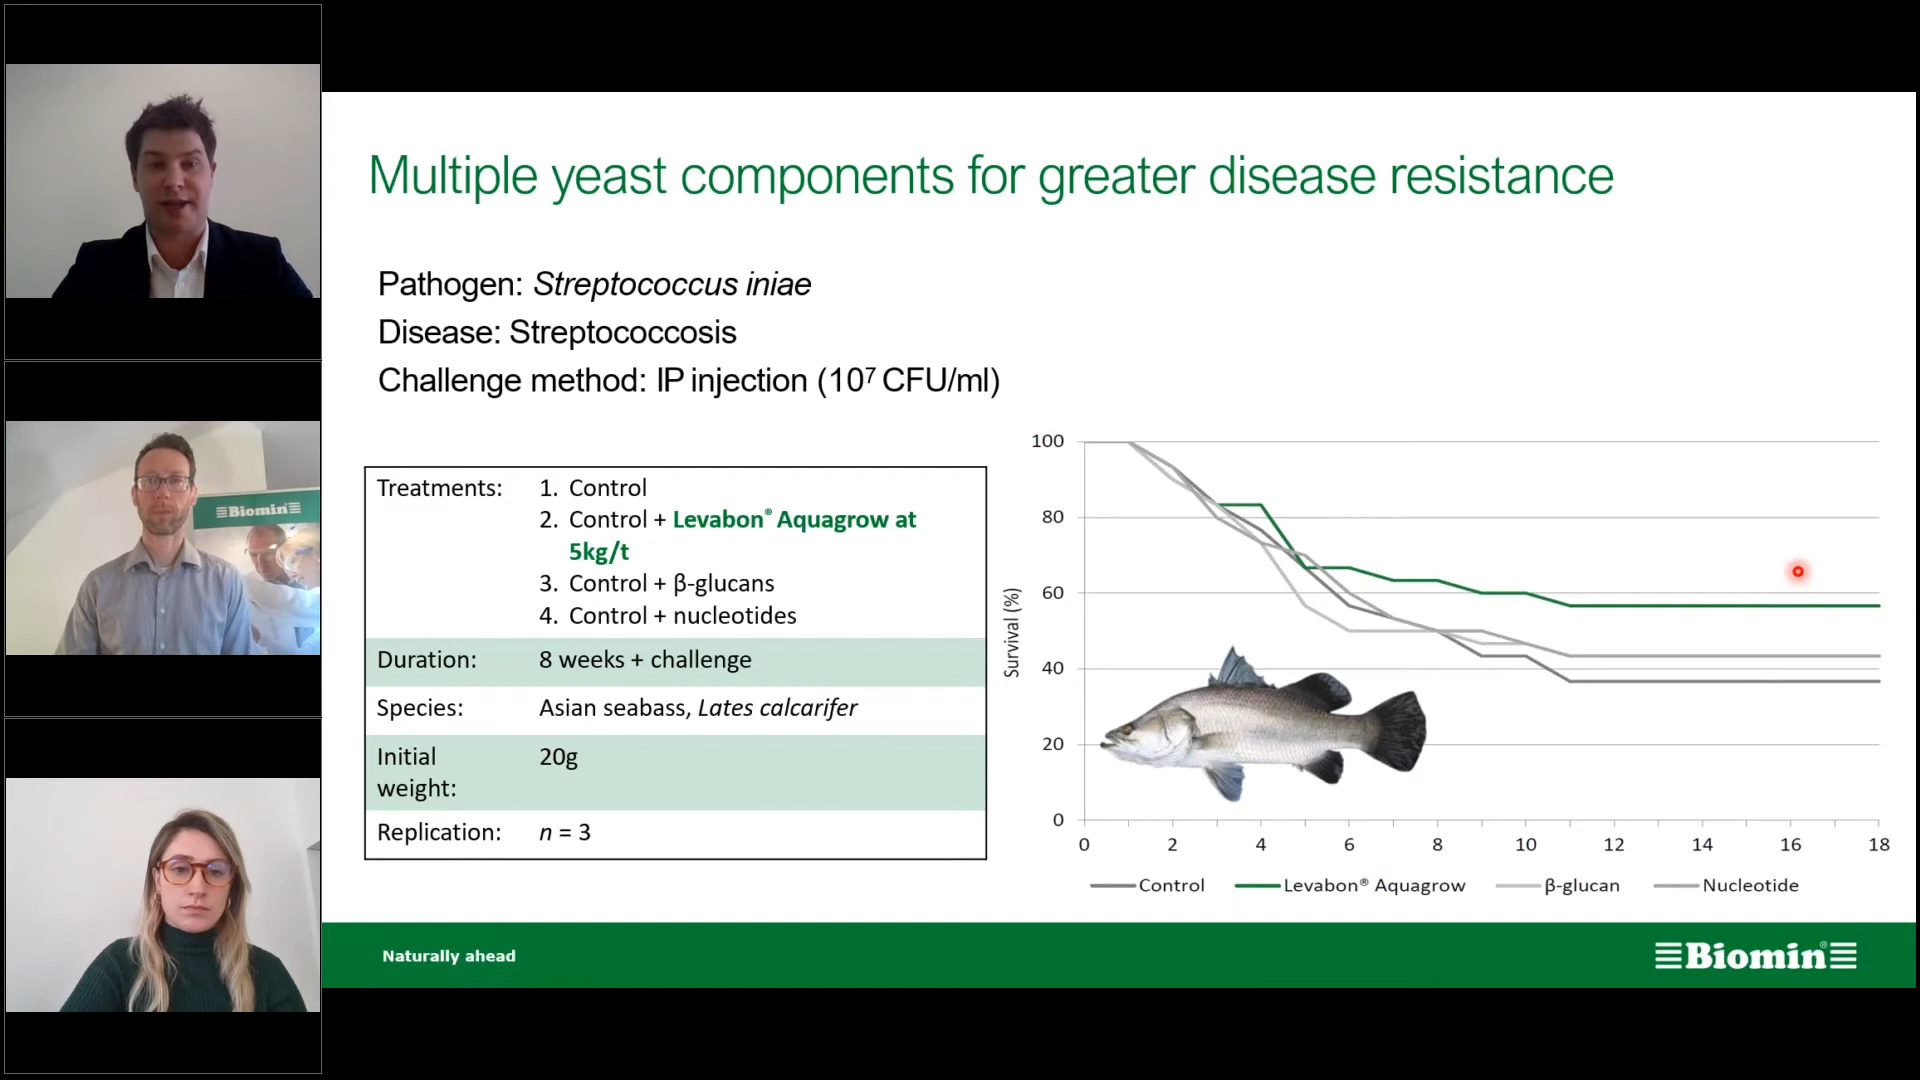 Multiple yeast components for greater disease resistance
Pathogen: Streptococcus iniae
Disease: Streptococcosis
Challenge method: IP injection (10⁷ CFU/ml)
Treatments:
1. Control
2. Control + Levabon® Aquagrow at
5kg/t
3. Control + β-glucans
4. Control + nucleotides
Duration: 8 weeks + challenge
Species: Asian seabass, Lates calcarifer
Initial
weight: 20g
Replication: n = 3
Survival (%)
100
80
60
40
20
0
0 2 4 6 8 10 12 14 16 18
Control Levabon® Aquagrow β-glucan Nucleotide
Naturally ahead
Biomin®
Biomin